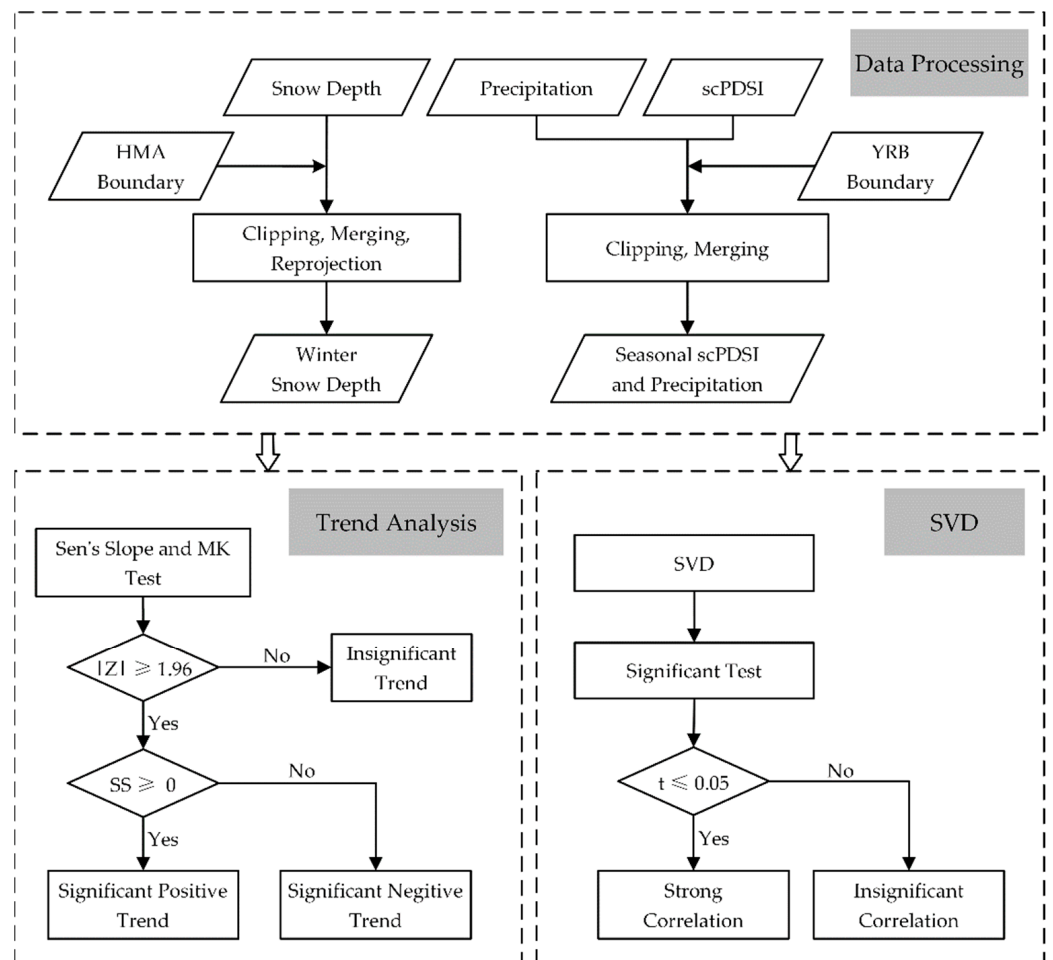 Data Processing
Snow Depth
Precipitation
scPDSI
HMA
Boundary
YRB
Boundary
Clipping, Merging,
Reprojection
Clipping, Merging
Winter
Snow Depth
Seasonal scPDSI
and Precipitation
Trend Analysis
Sen's Slope and MK
Test
|Z| ⩾ 1.96
No
Insignificant
Trend
Yes
SS ⩾ 0
No
Yes
Significant Positive
Trend
Significant Negitive
Trend
SVD
SVD
Significant Test
t ⩽ 0.05
No
Yes
Strong
Correlation
Insignificant
Correlation